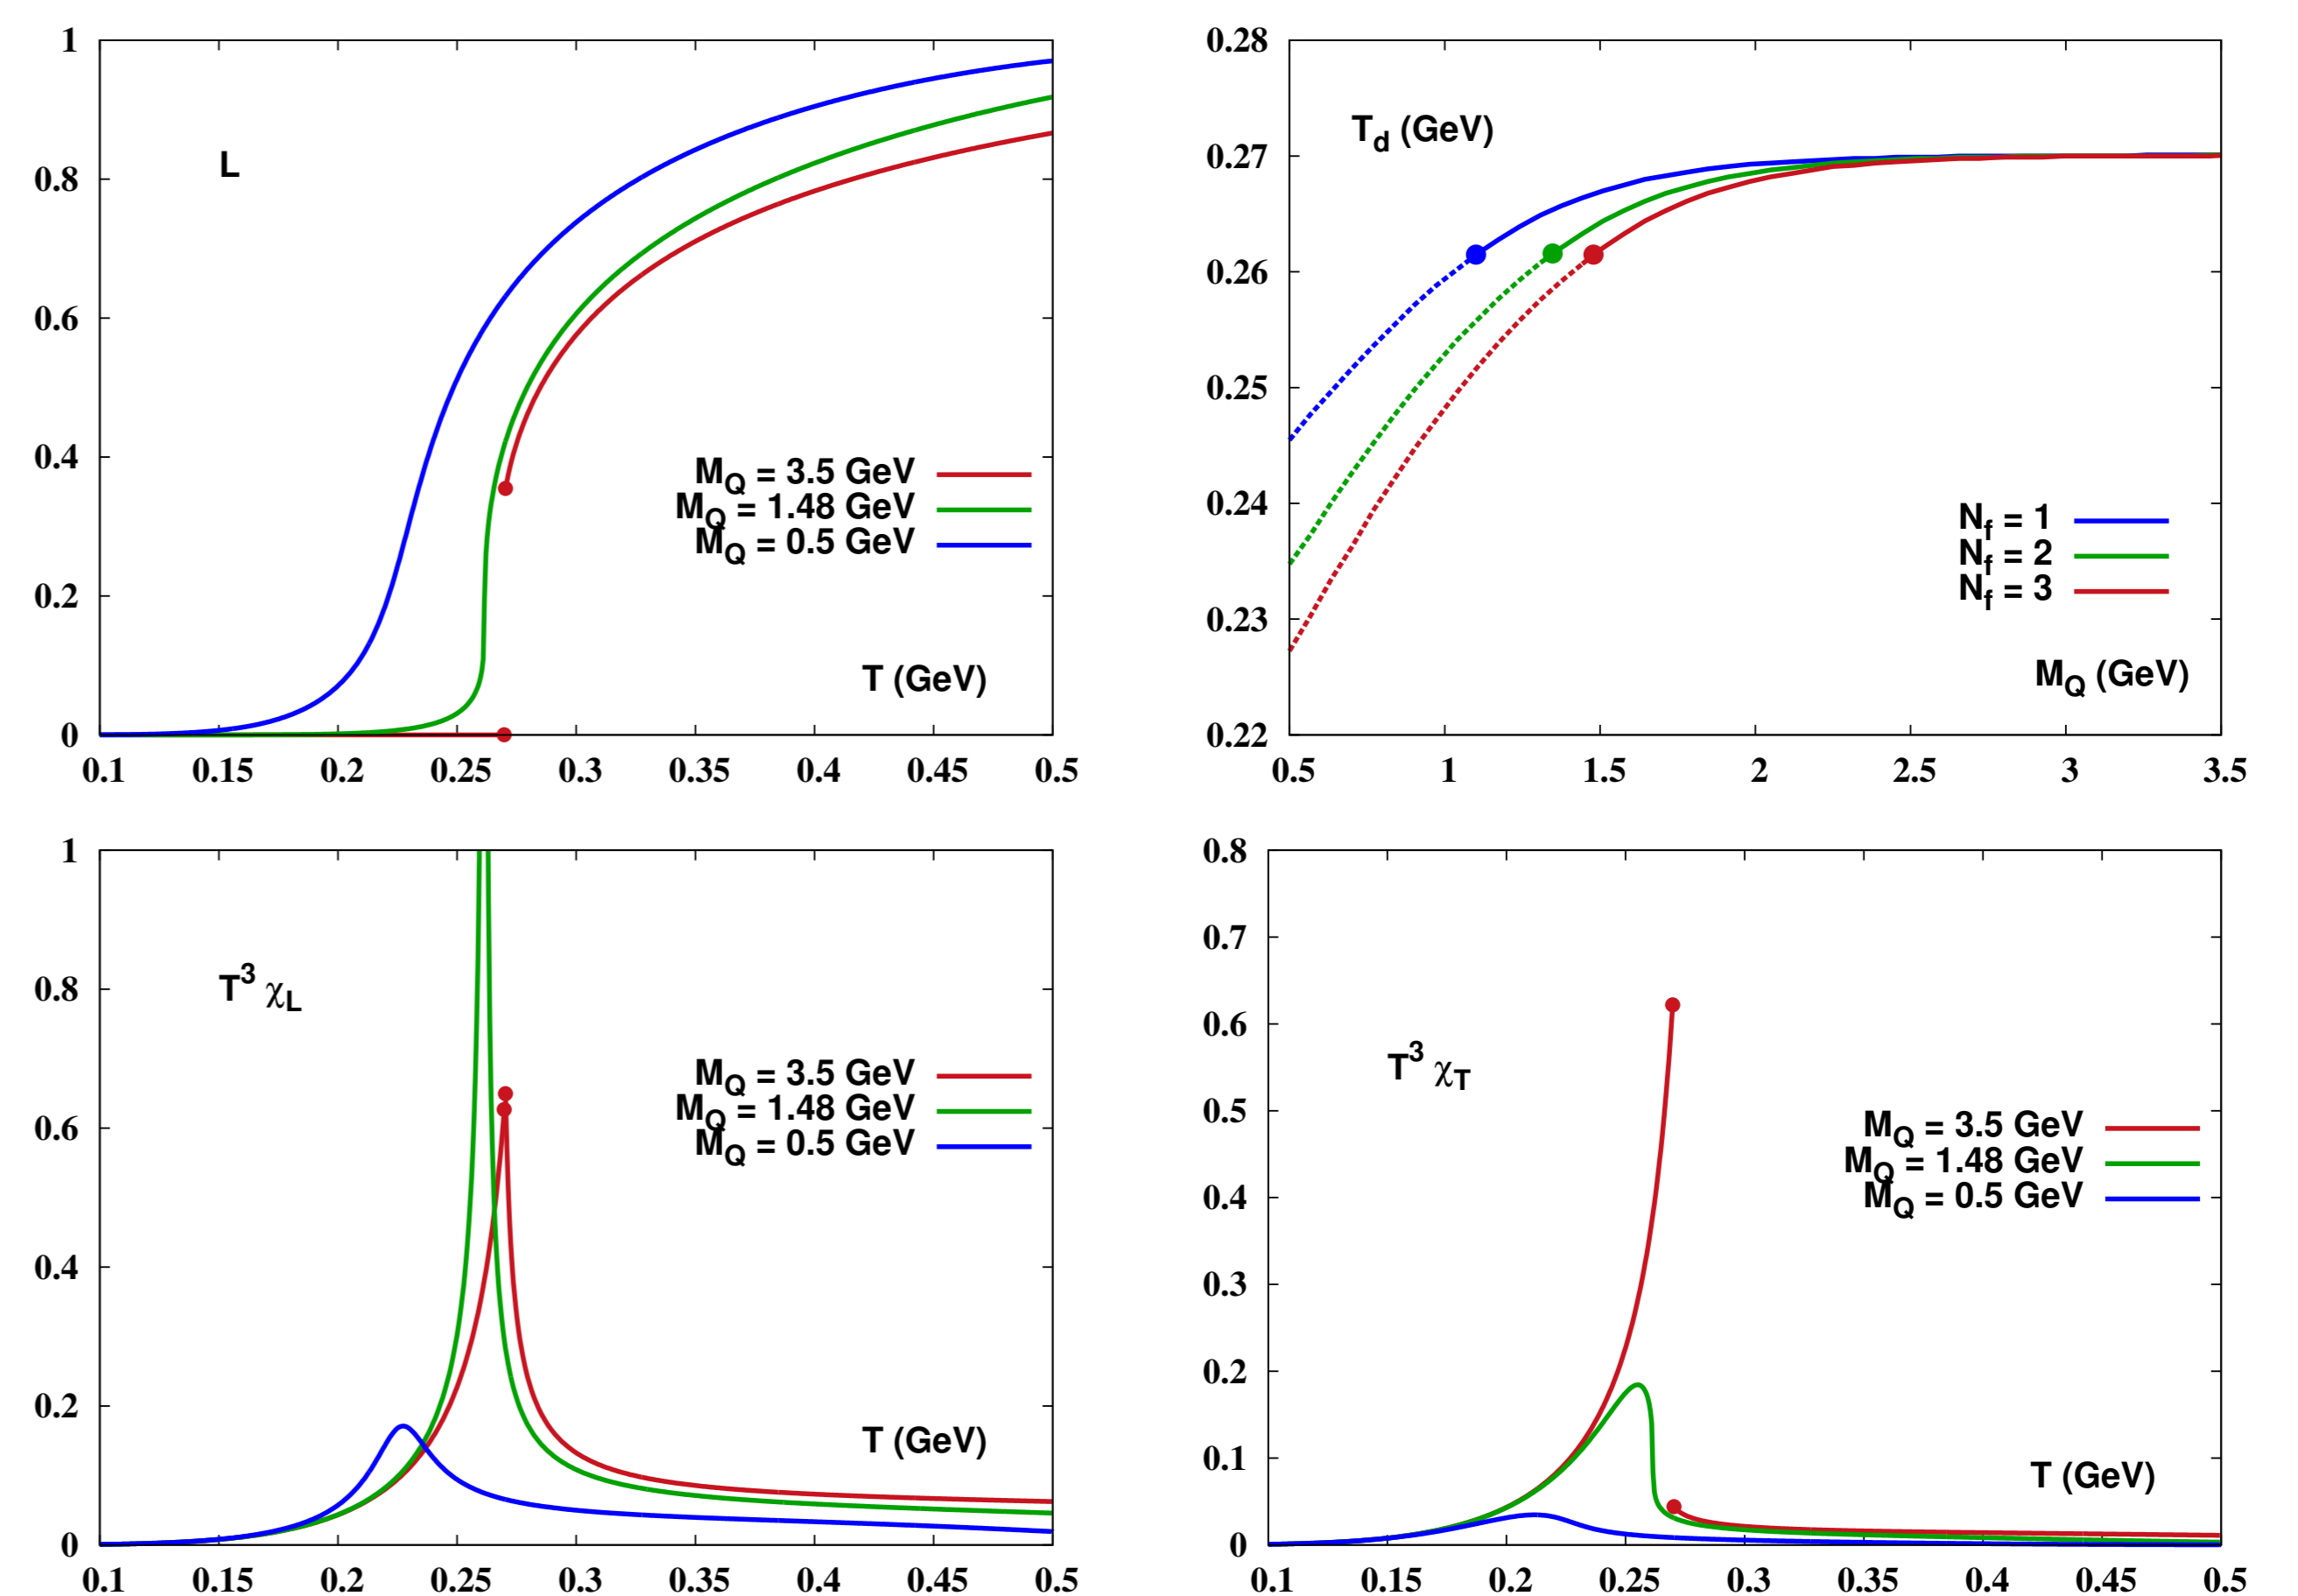 1
0.8
0.6
0.4
0.2
0
L
M_Q = 3.5 GeV
M_Q = 1.48 GeV
M_Q = 0.5 GeV
T (GeV)
0.1 0.15 0.2 0.25 0.3 0.35 0.4 0.45 0.5
0.28
0.27
0.26
0.25
0.24
0.23
0.22
T_d (GeV)
N_f = 1
N_f = 2
N_f = 3
M_Q (GeV)
0.5 1 1.5 2 2.5 3 3.5
1
0.8
0.6
0.4
0.2
0
T^3 χ_L
M_Q = 3.5 GeV
M_Q = 1.48 GeV
M_Q = 0.5 GeV
T (GeV)
0.1 0.15 0.2 0.25 0.3 0.35 0.4 0.45 0.5
0.8
0.7
0.6
0.5
0.4
0.3
0.2
0.1
0
T^3 χ_T
M_Q = 3.5 GeV
M_Q = 1.48 GeV
M_Q = 0.5 GeV
T (GeV)
0.1 0.15 0.2 0.25 0.3 0.35 0.4 0.45 0.5